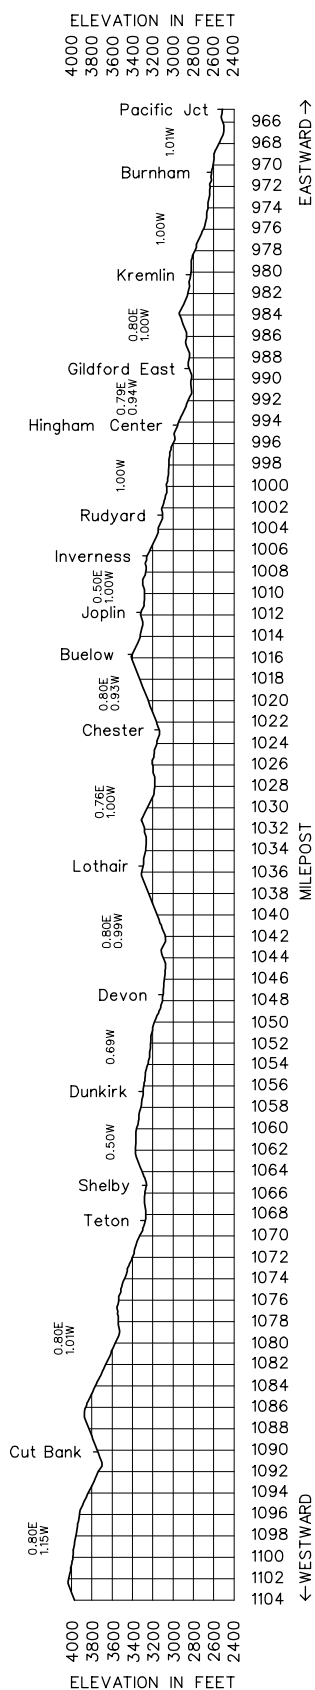 ELEVATION IN FEET
4000 3800 3600 3400 3200 3000 2800 2600 2400
EASTWARD →
Pacific Jct
966
1.01W
968
970
Burnham
972
974
1.00W
976
978
Kremlin
980
982
984
0.80E
1.00W
986
988
Gildford East
990
0.79E
0.94W
992
Hingham Center
994
996
998
1.00W
1000
1002
Rudyard
1004
Inverness
1006
1008
0.50E
1.00W
1010
Joplin
1012
1014
Buelow
1016
1018
0.80E
0.93W
1020
1022
Chester
1024
1026
1028
0.76E
1.00W
1030
1032
MILEPOST
1034
Lothair
1036
1038
1040
0.80E
0.99W
1042
1044
1046
Devon
1048
1050
0.69W
1052
1054
Dunkirk
1056
1058
1060
0.50W
1062
1064
Shelby
1066
Teton
1068
1070
1072
1074
1076
1078
0.80E
1.01W
1080
1082
1084
1086
1088
Cut Bank
1090
1092
1094
1096
0.80E
1.15W
1098
1100
1102
1104
← WESTWARD
4000 3800 3600 3400 3200 3000 2800 2600 2400
ELEVATION IN FEET